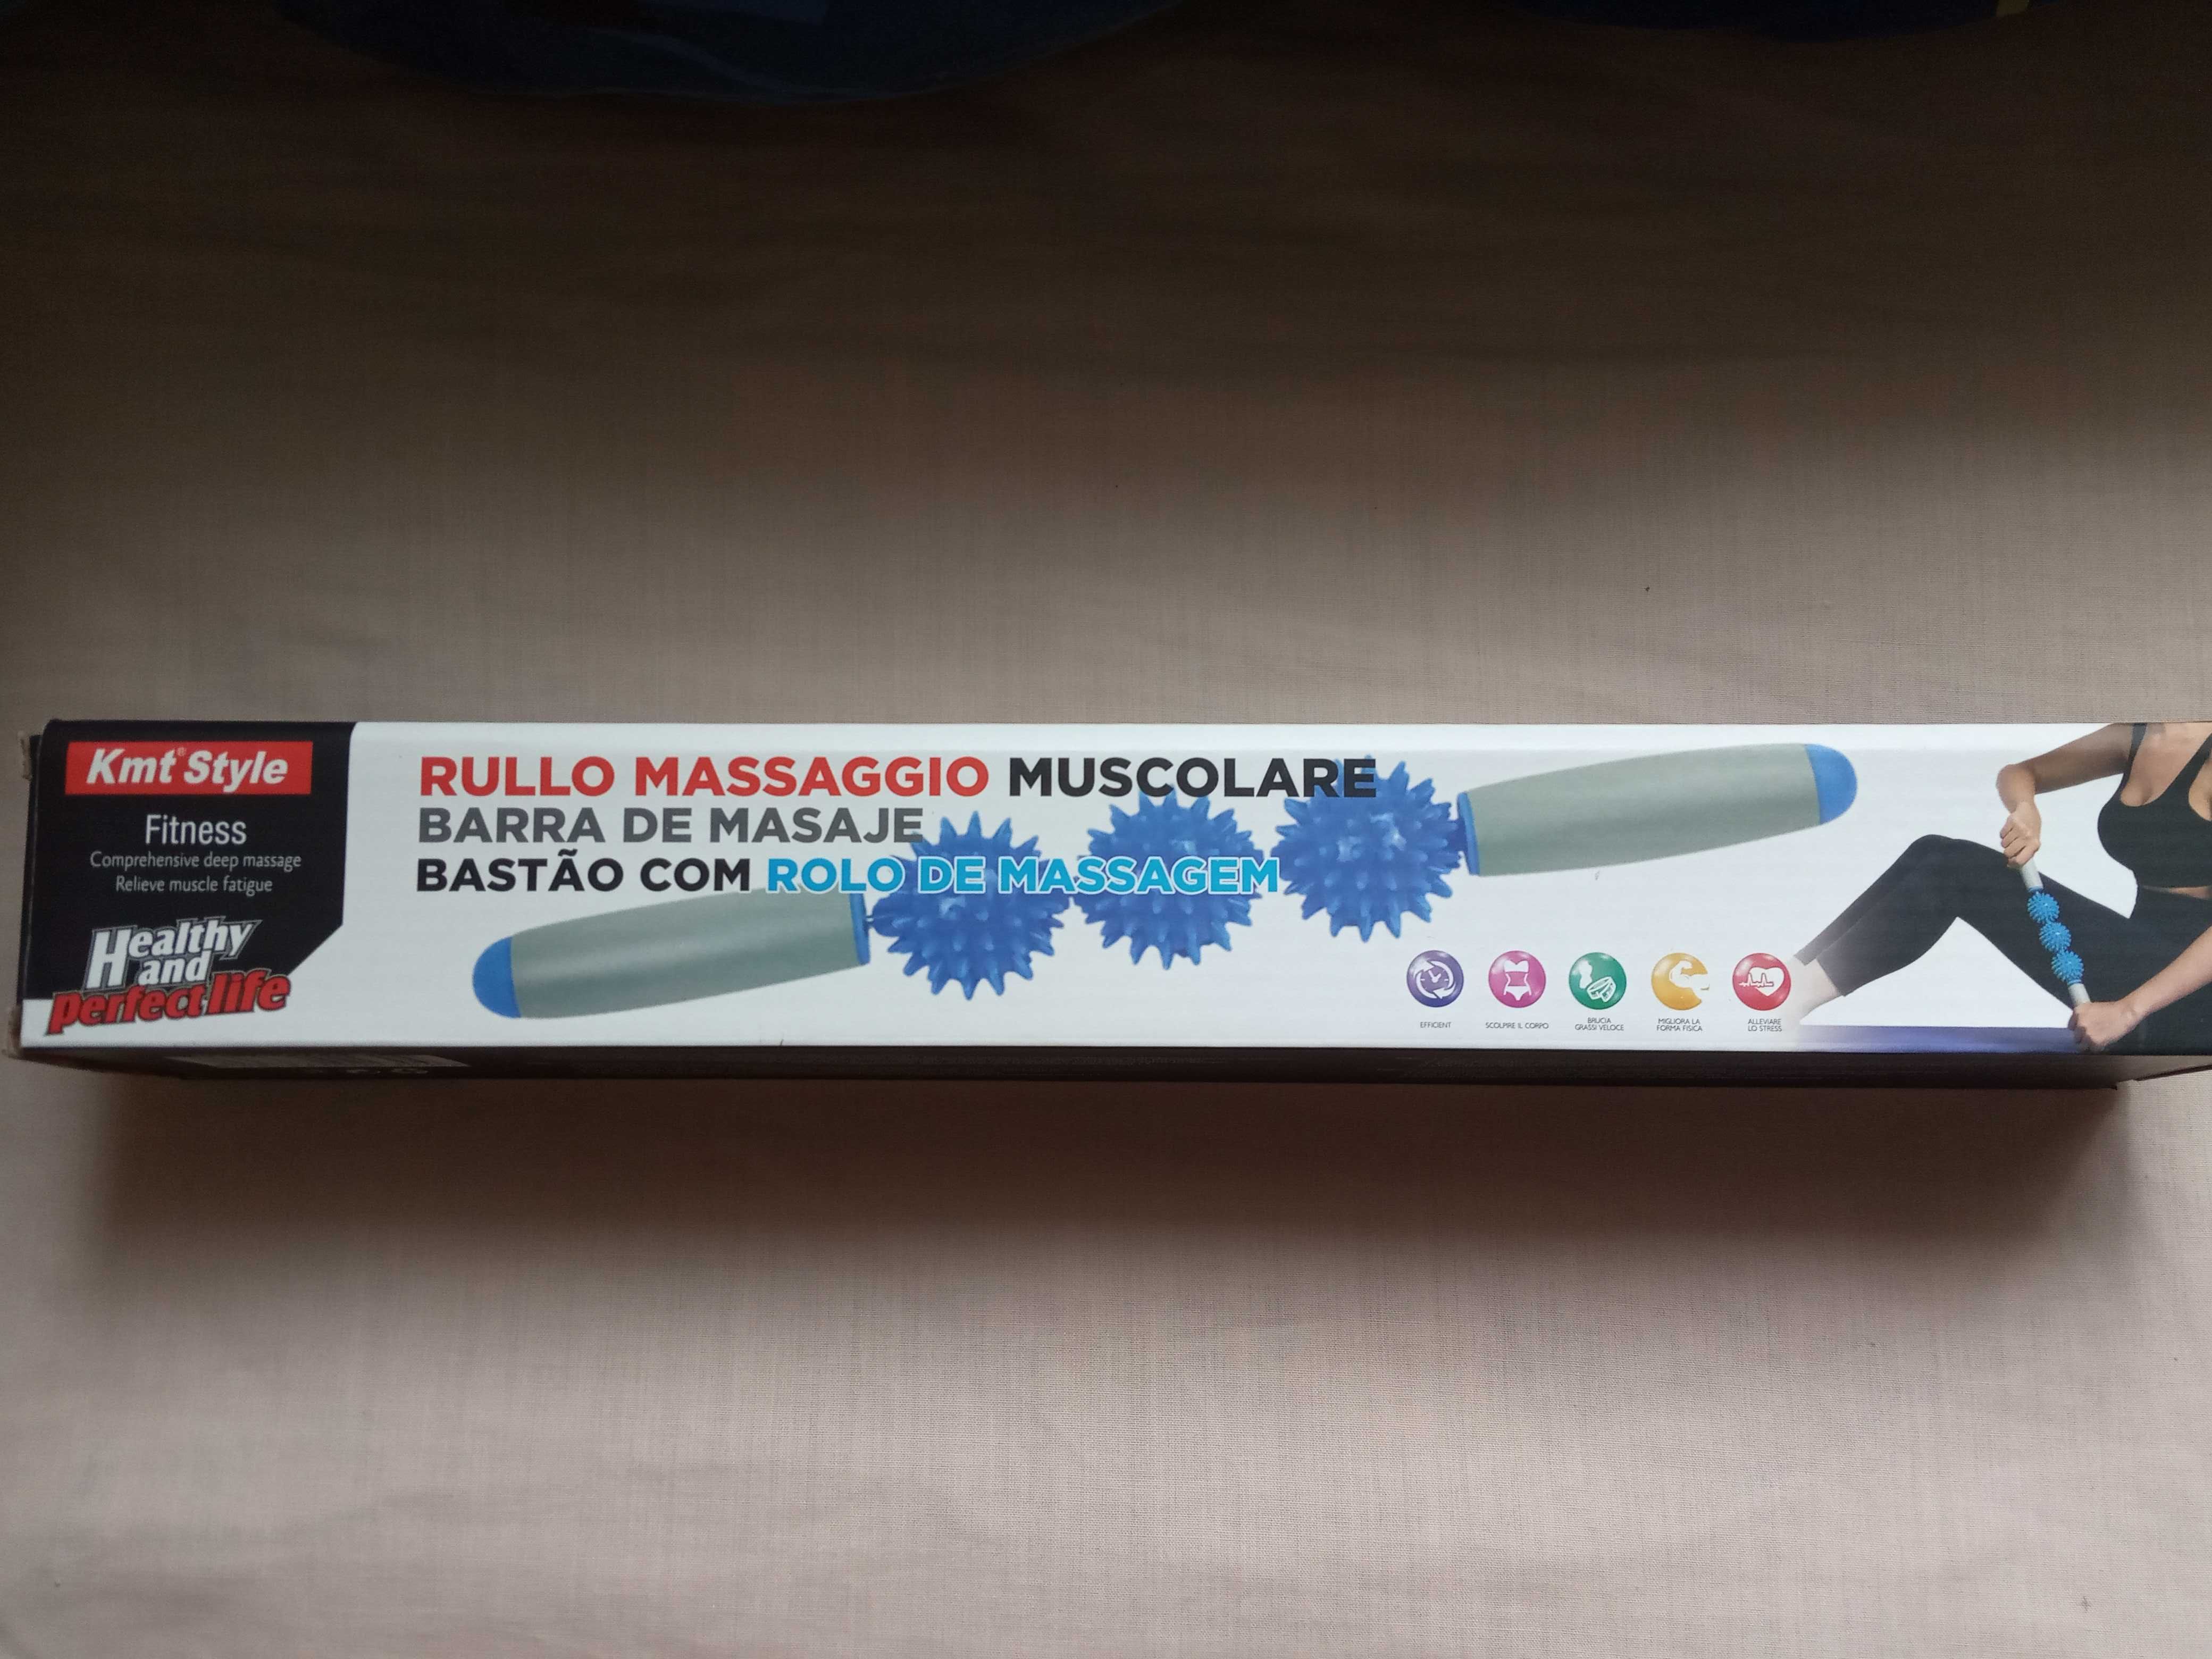 Kmt® Style
Fitness
Comprehensive deep massage
Relieve muscle fatigue
Healthy
and
perfect life
RULLO MASSAGGIO MUSCOLARE
BARRA DE MASAJE
BASTÃO COM ROLO DE MASSAGEM
EFFICIENT
SCOLPIRE IL CORPO
BRUCIA
GRASSI VELOCE
MIGLIORA LA
FORMA FISICA
ALLEVIARE
LO STRESS